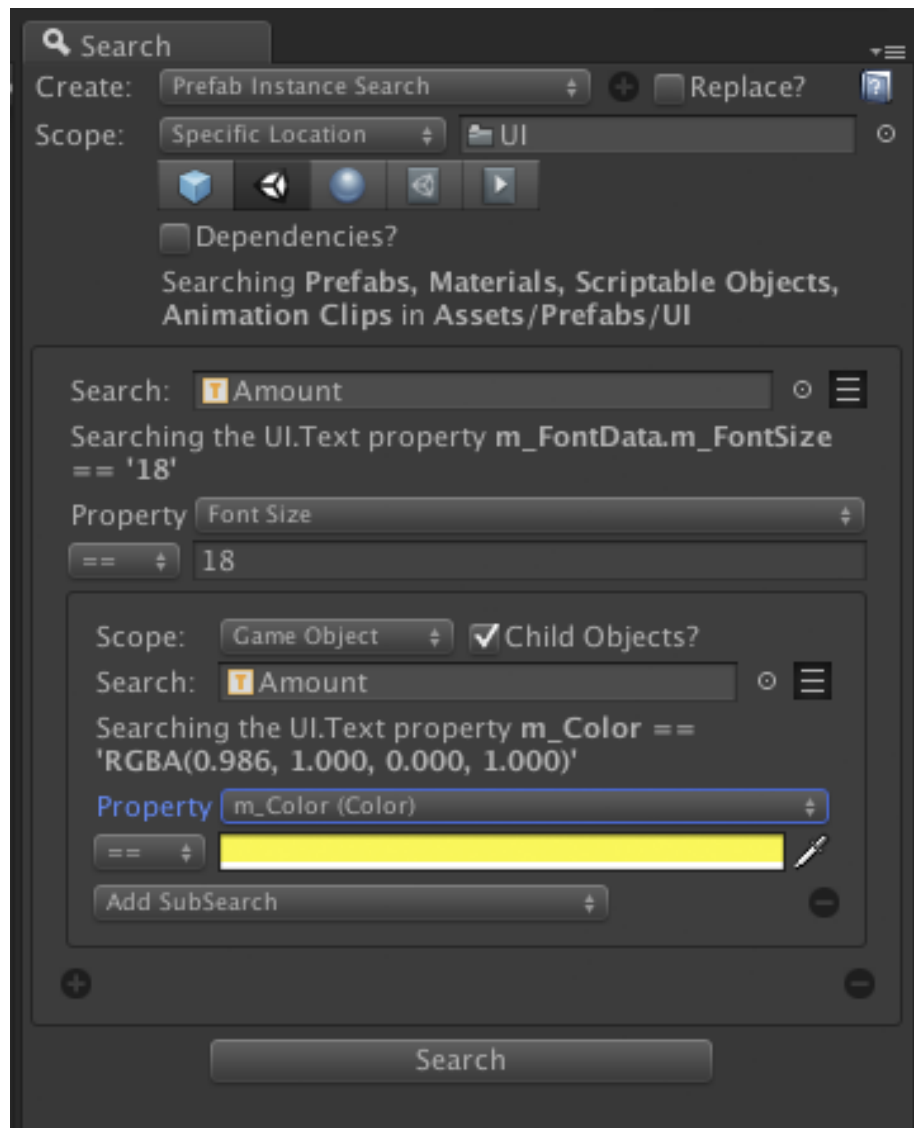 Search
Create: Prefab Instance Search Replace?
Scope: Specific Location UI
Dependencies?
Searching Prefabs, Materials, Scriptable Objects,
Animation Clips in Assets/Prefabs/UI
Search: T Amount
Searching the UI.Text property m_FontData.m_FontSize
== '18'
Property Font Size
== 18
Scope: Game Object Child Objects?
Search: T Amount
Searching the UI.Text property m_Color ==
'RGBA(0.986, 1.000, 0.000, 1.000)'
Property m_Color (Color)
==
Add SubSearch
Search